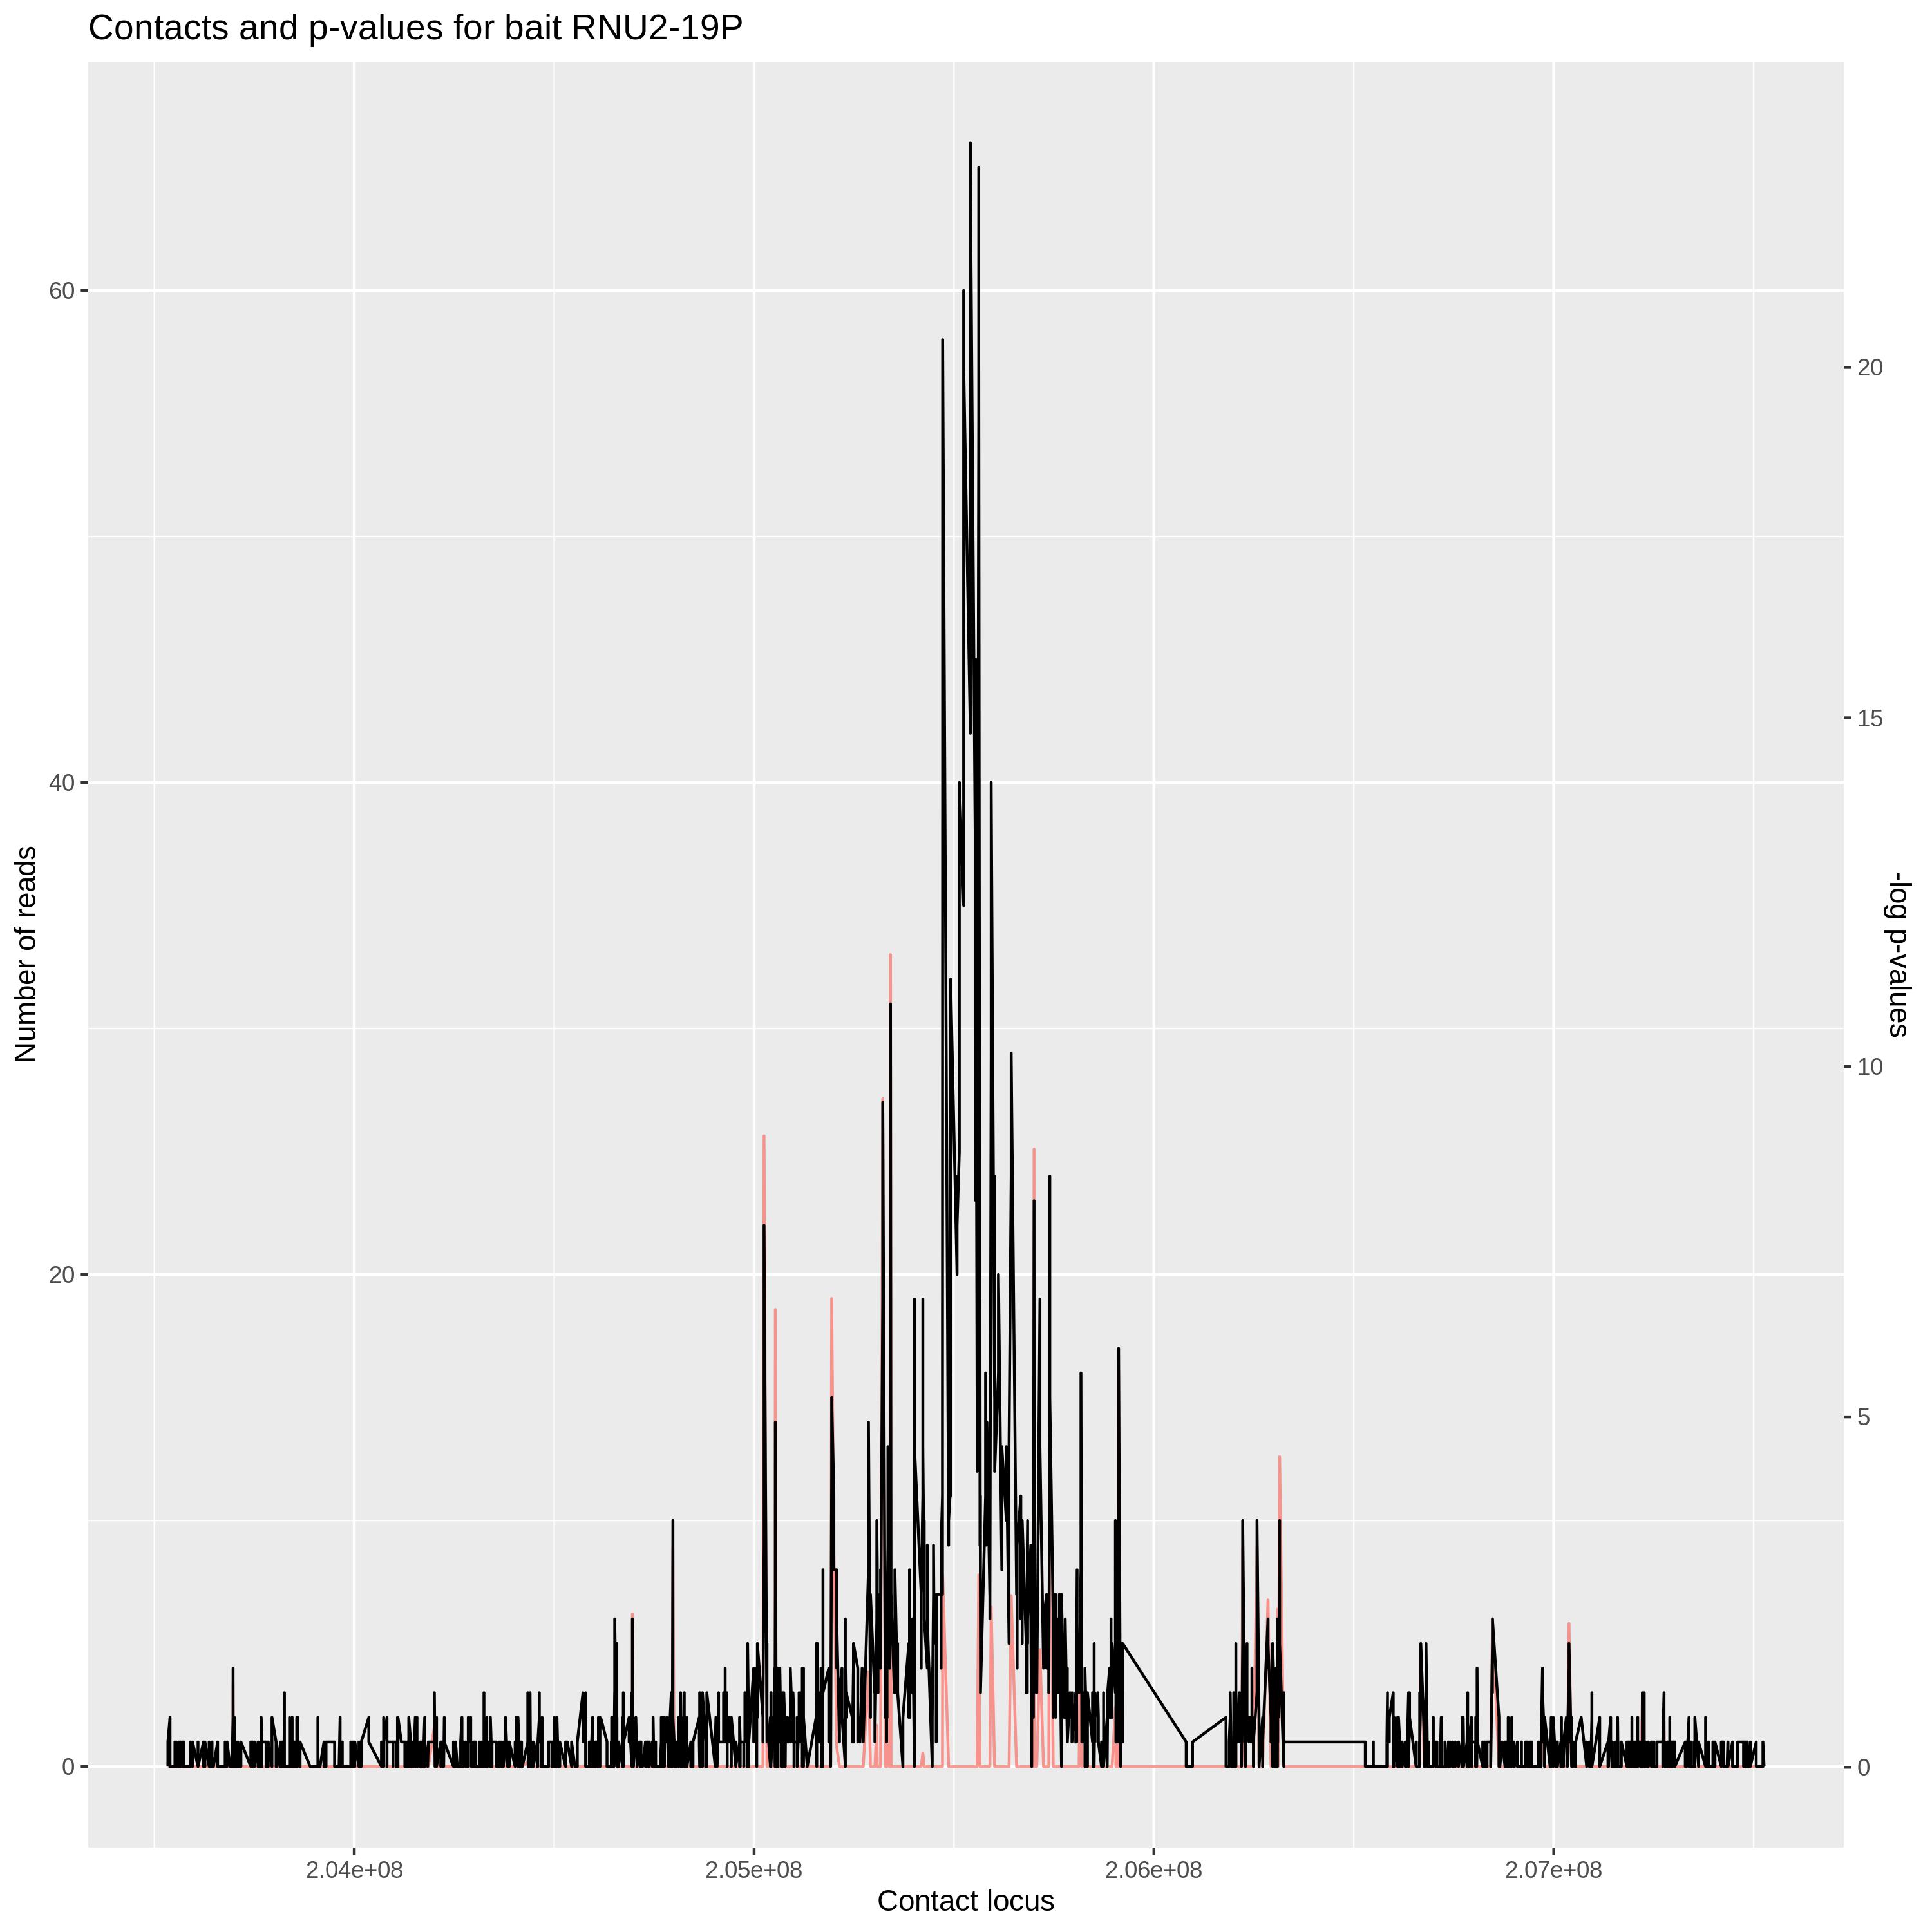 Contacts and p-values for bait RNU2-19P
60
40
20
0
Number of reads
20
15
10
5
0
-log p-values
2.04e+08 2.05e+08 2.06e+08 2.07e+08
Contact locus